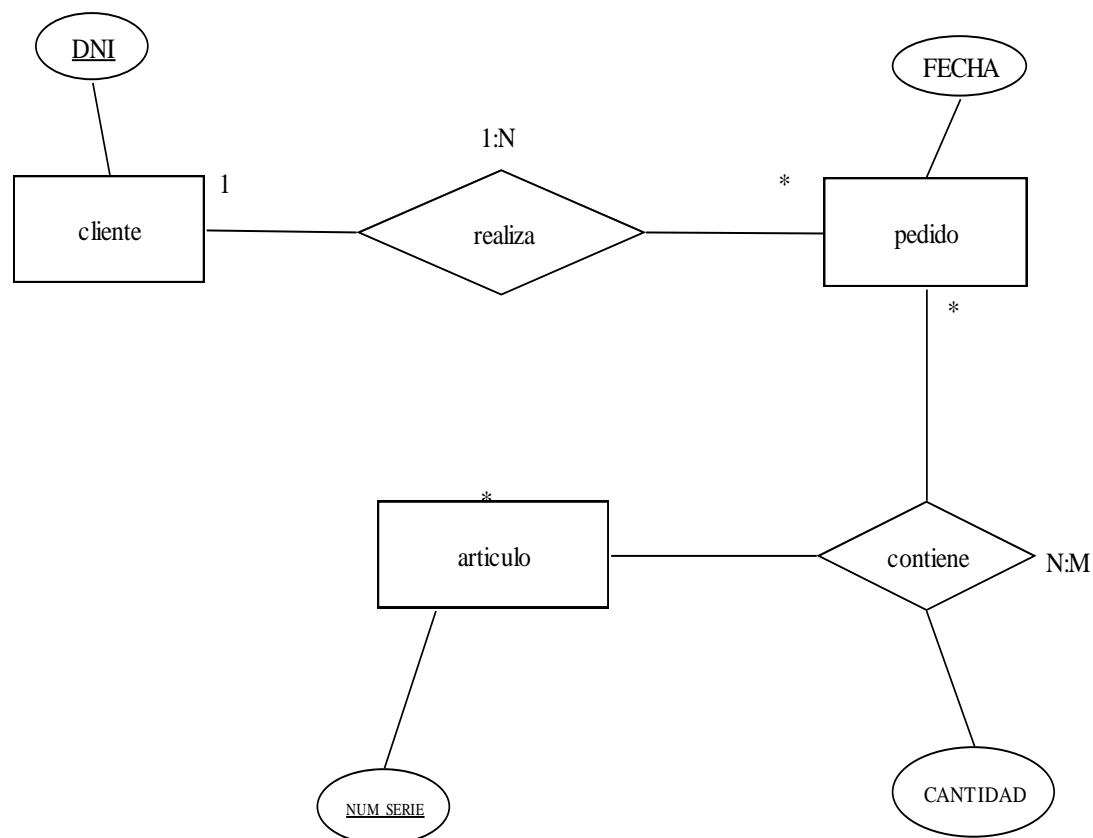 DNI
FECHA
1:N
1
*
cliente
realiza
pedido
*
*
articulo
contiene
N:M
NUM SERIE
CANTIDAD